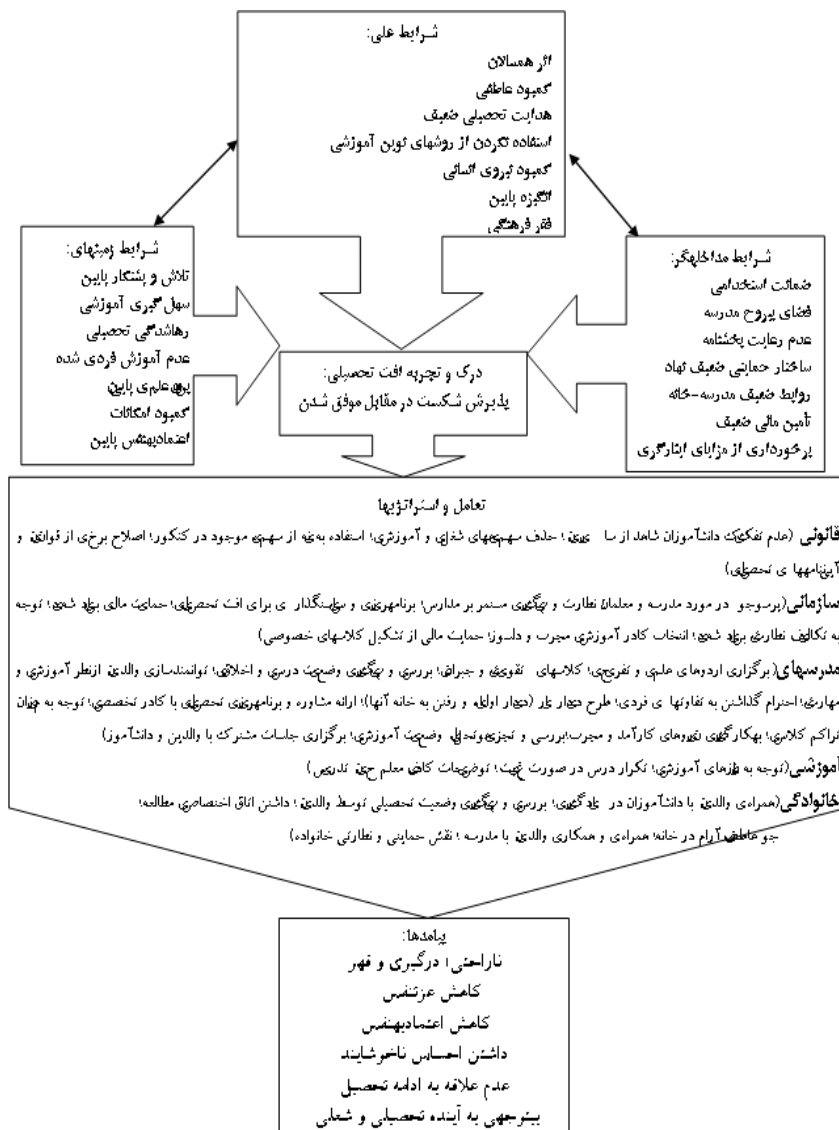 شرایط علی:
اثر همسالان
کمبود عاطفی
هدایت تحصیلی ضعیف
استفاده نکردن از روشهای نوین آموزشی
کمبود نیروی انسانی
انگیزه پایین
فقر فرهنگی
شرایط مداخلهگر:
ضمانت استخدامی
فضای بیروح مدرسه
عدم رعایت بخشنامه
ساختار حمایتی ضعیف نهاد
روابط ضعیف مدرسه-خانه
تأمین مالی ضعیف
برخورداری از مزایای ایثارگری
شرایط زمینهای:
تلاش و پشتکار پایین
سهل گیری آموزشی
رهاشدگی تحصیلی
عدم آموزش فردی شده
علمی پایین
کمبود امکانات
اعتمادبهنفس پایین
درک و تجربه افت تحصیلی:
پذیرش شکست در مقابل موفق شدن
تعامل و استراتژیها
قانونی (عدم تفکیک دانشآموزان شاهد از ؛ حذف سهمیههای شغلی و آموزشی؛ استفاده بهینه از سهمیه موجود در کنکور؛ اصلاح برخی از قوانین و
آییننامههای تحصیلی)
سازمانی(پرسوجو در مورد مدرسه و معلمان نظارت و پیگیری مستمر بر مدارس؛ برنامهریزی و سیاستگذاری برای افت تحصیلی؛ حمایت مالی بنیاد شهید؛ توجه
به تکالیف نظارتی بنیاد شهید؛ انتخاب کادر آموزشی مجرب و دلسوز؛ حمایت مالی از تشکیل کلاسهای خصوصی)
مدرسهای(برگزاری اردوهای علمی و تفریحی؛ کلاسهای تقویتی و جبرانی؛ بررسی و پیگیری وضعیت درسی و اخلاقی؛ توانمندسازی والدین ازنظر آموزشی و
مهارتی؛ احترام گذاشتن به تفاوتهای فردی؛ طرح دیدار یار (دیدار اولیاء و رفتن به خانه آنها)؛ ارائه مشاوره و برنامهریزی تحصیلی با کادر تخصصی؛ توجه به میزان
تراکم کلاسی؛ بهکارگیری نیروهای کارآمد و مجرب؛بررسی و تجزیهوتحلیل وضعیت آموزشی؛ برگزاری جلسات مشترک با والدین و دانشآموز)
آموزشی(توجه به نیازهای آموزشی؛ تکرار درس در صورت غیبت؛ توضیحات کافی معلم حین تدریس)
خانوادگی(همراهی والدین با دانشآموزان در یادگیری؛ بررسی و پیگیری وضعیت تحصیلی توسط والدین؛ داشتن اتاق اختصاصی مطالعه؛
جو عاطفی آرام در خانه؛ همراهی و همکاری والدین با مدرسه؛ نقش حمایتی و نظارتی خانواده)
پیامدها:
ناراحتی، درگیری و قهر
کاهش عزتنفس
کاهش اعتمادبهنفس
داشتن احساس ناخوشایند
عدم علاقه به ادامه تحصیل
بیتوجهی به آینده تحصیلی و شغلی